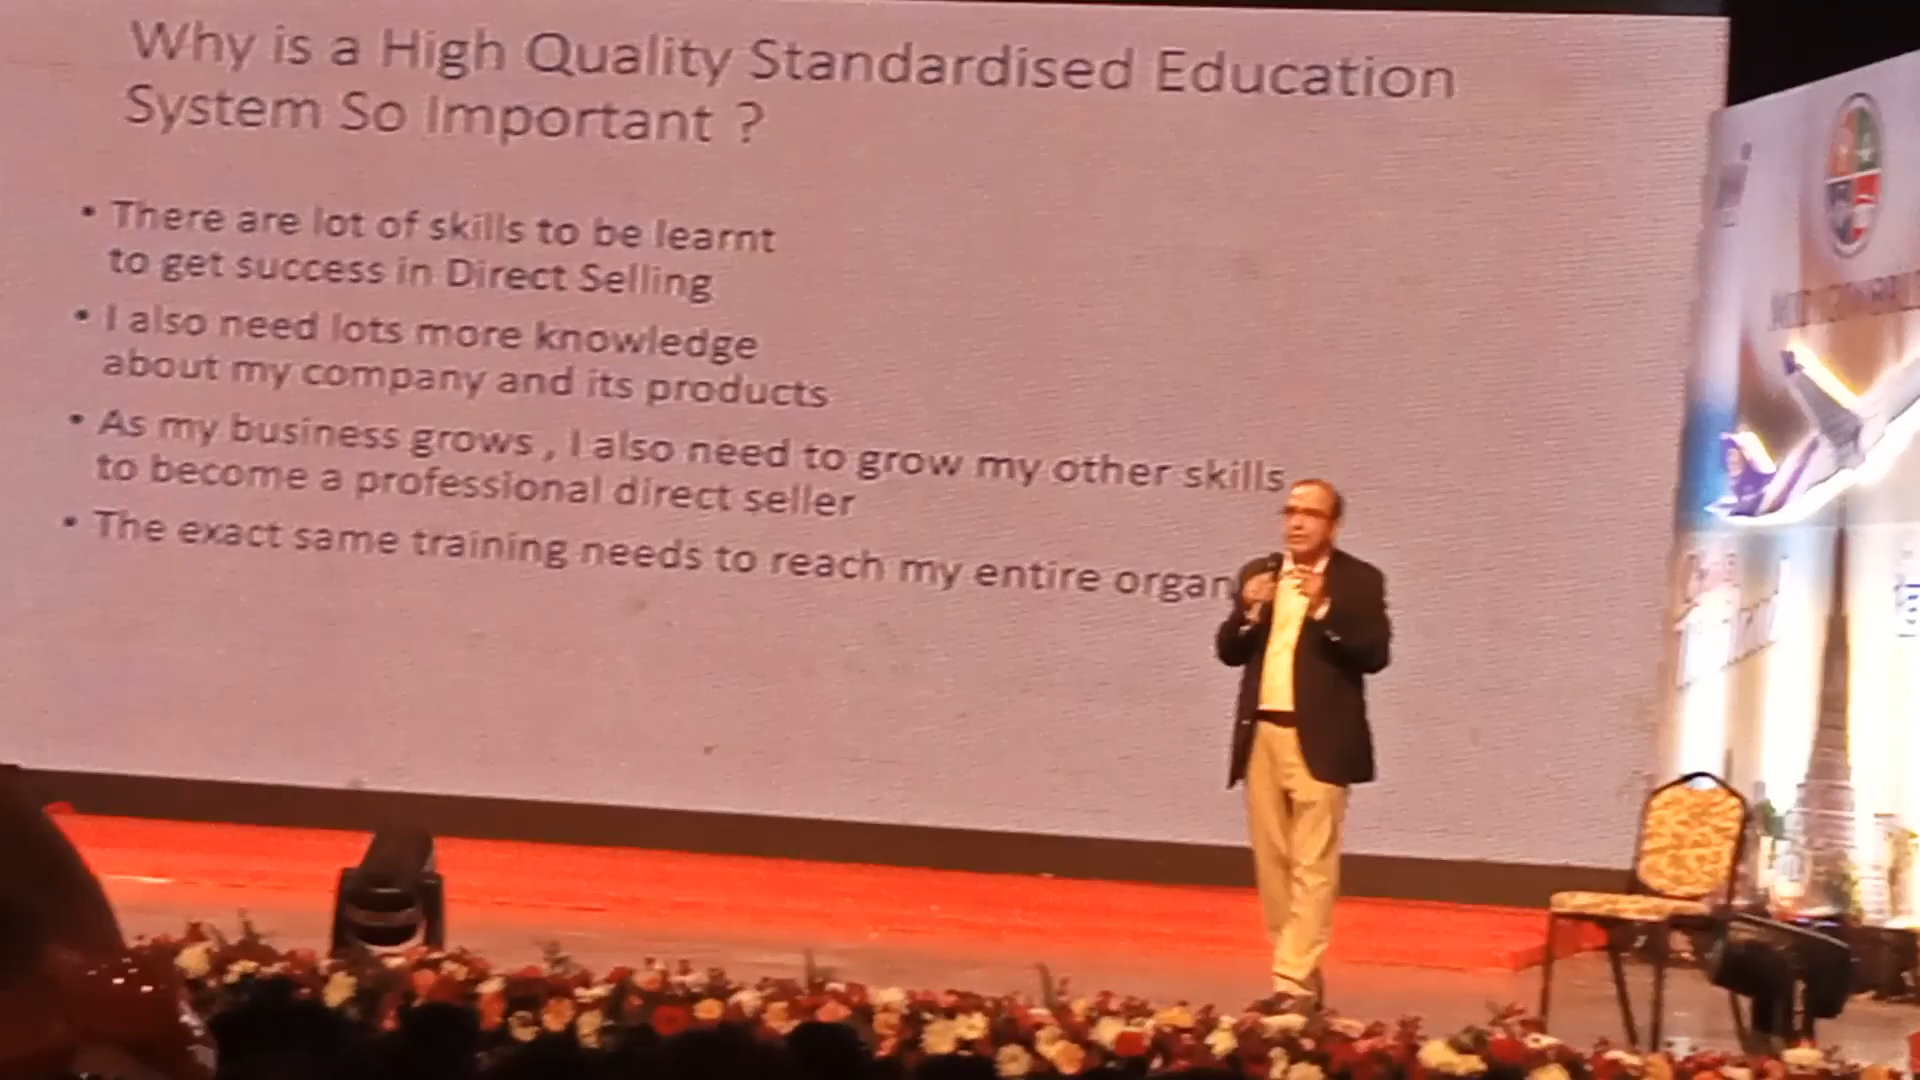 Why is a High Quality Standardised Education
System So Important ?
• There are lot of skills to be learnt
to get success in Direct Selling
• I also need lots more knowledge
about my company and its products
• As my business grows , I also need to grow my other skills
to become a professional direct seller
• The exact same training needs to reach my entire organ